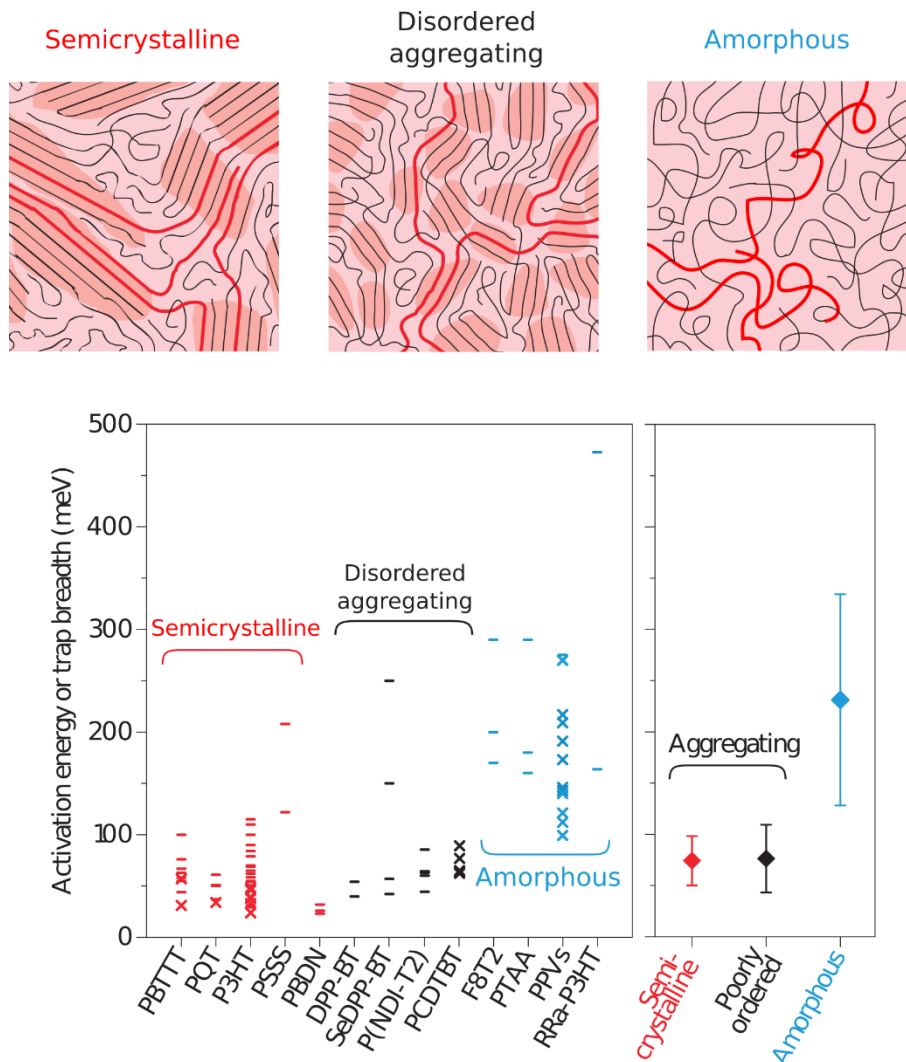 Semicrystalline
Disordered
aggregating
Amorphous
Activation energy or trap breadth (meV)
500
400
300
200
100
0
Semicrystalline
Disordered
aggregating
Amorphous
Aggregating
PBTTT
PQT
P3HT
PSSS
PBDN
DPP-BT
SeDPP-BT
P(NDI-T2)
PCDTBT
F8T2
PTAA
PPVs
RRa-P3HT
Semi-
crystalline
Poorly
ordered
Amorphous